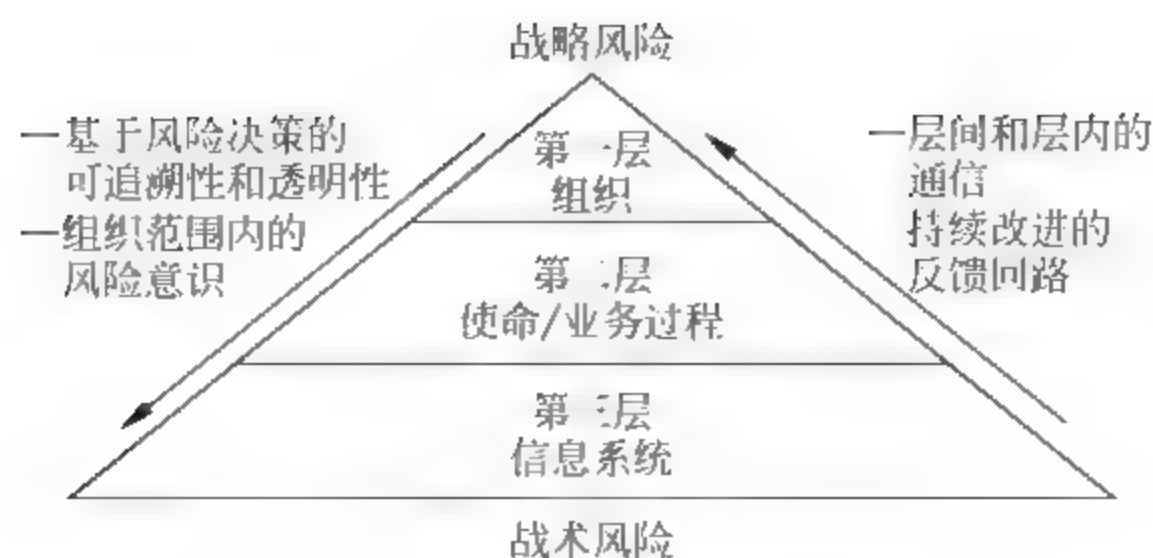 战略风险
一基于风险决策的
可追溯性和透明性
一组织范围内的
风险意识
第一层
组织
第二层
使命/业务过程
第三层
信息系统
一层间和层内的
通信
持续改进的
反馈回路
战术风险